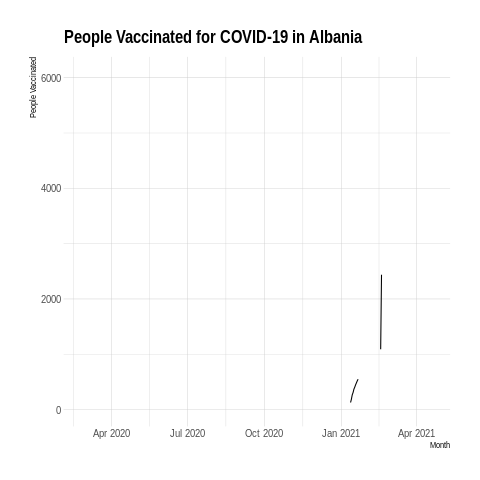 People Vaccinated for COVID-19 in Albania
People Vaccinated
6000
4000
2000
0
Apr 2020
Jul 2020
Oct 2020
Jan 2021
Apr 2021
Month